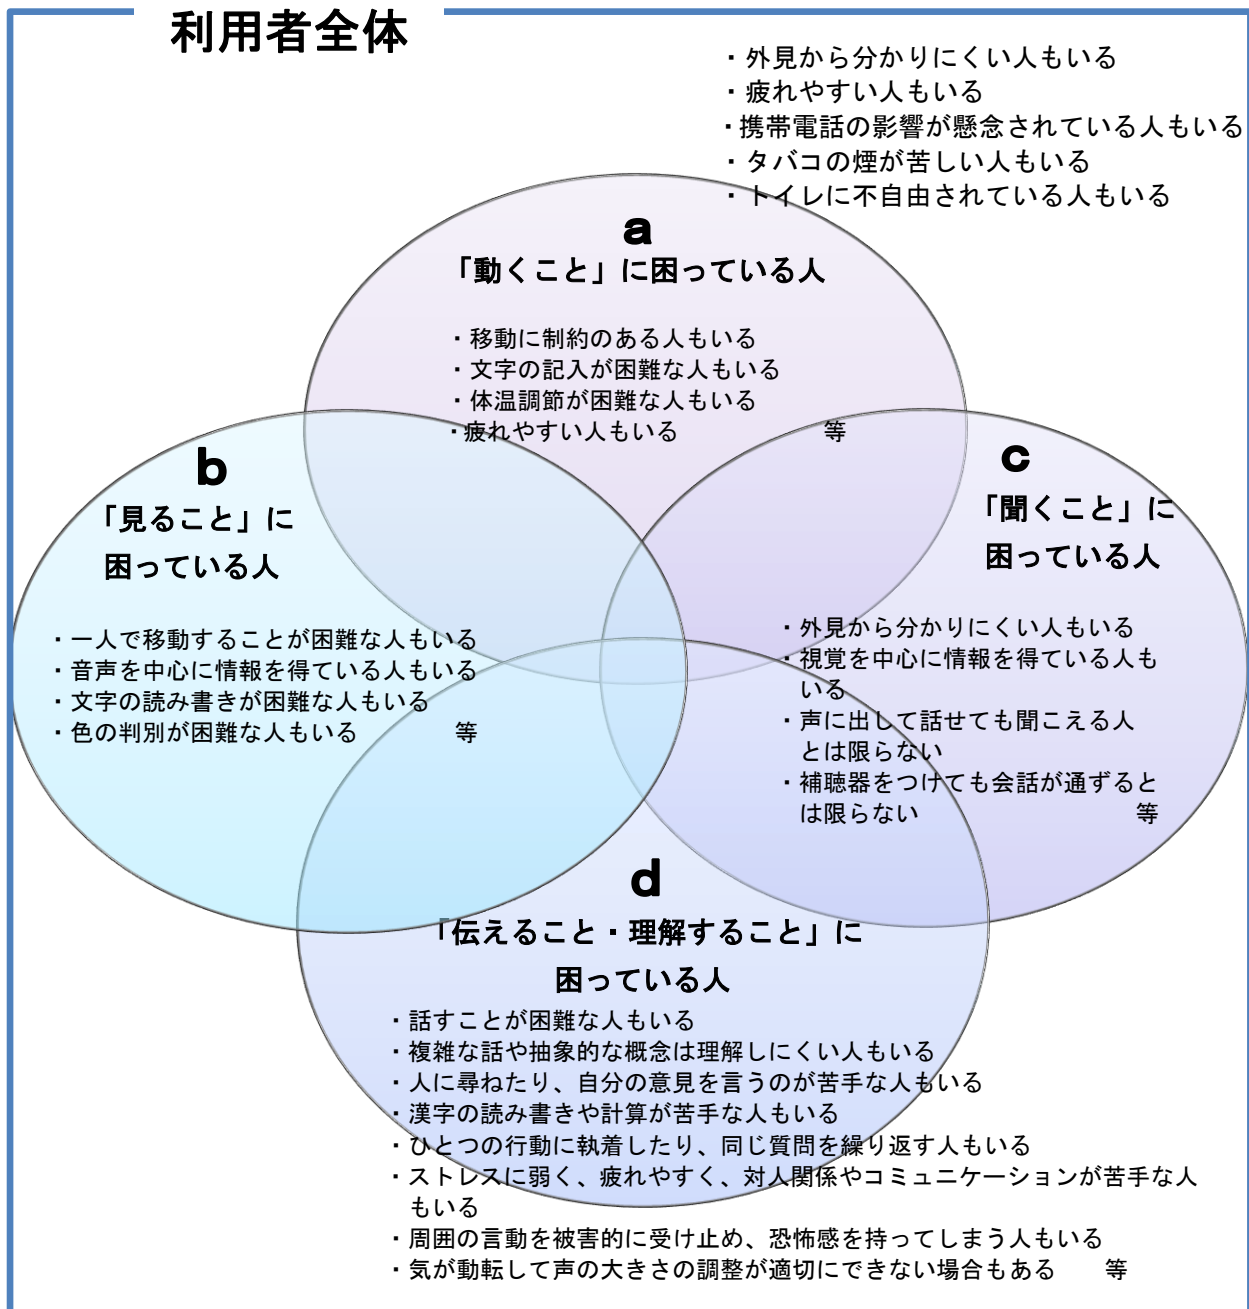 利用者全体
・外見から分かりにくい人もいる
・疲れやすい人もいる
・携帯電話の影響が懸念されている人もいる
・タバコの煙が苦しい人もいる
・トイレに不自由されている人もいる
a
「動くこと」に困っている人
・移動に制約のある人もいる
・文字の記入が困難な人もいる
・体温調節が困難な人もいる
・疲れやすい人もいる 等
b
「見ること」に
困っている人
・一人で移動することが困難な人もいる
・音声を中心に情報を得ている人もいる
・文字の読み書きが困難な人もいる
・色の判別が困難な人もいる 等
c
「聞くこと」に
困っている人
・外見から分かりにくい人もいる
・視覚を中心に情報を得ている人も
いる
・声に出して話せても聞こえる人
とは限らない
・補聴器をつけても会話が通ずると
は限らない 等
d
「伝えること・理解すること」に
困っている人
・話すことが困難な人もいる
・複雑な話や抽象的な概念は理解しにくい人もいる
・人に尋ねたり、自分の意見を言うのが苦手な人もいる
・漢字の読み書きや計算が苦手な人もいる
・ひとつの行動に執着したり、同じ質問を繰り返す人もいる
・ストレスに弱く、疲れやすく、対人関係やコミュニケーションが苦手な人
もいる
・周囲の言動を被害的に受け止め、恐怖感を持ってしまう人もいる
・気が動転して声の大きさの調整が適切にできない場合もある 等